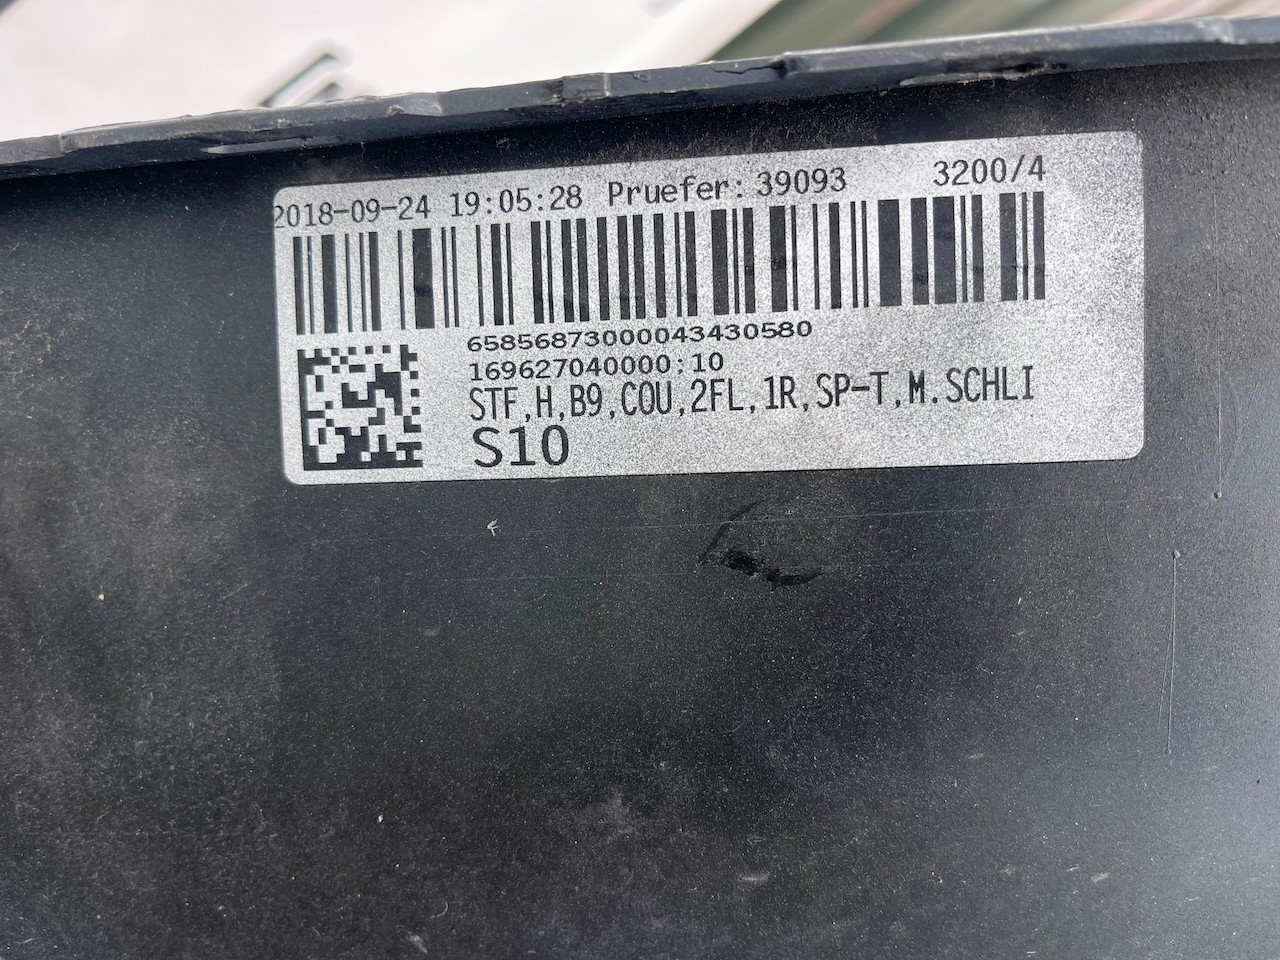 2018-09-24 19:05:28 Pruefer: 39093 3200/4
65856873000043430580
169627040000:10
STF,H,B9,COU,2FL,1R,SP-T,M.SCHLI
S10